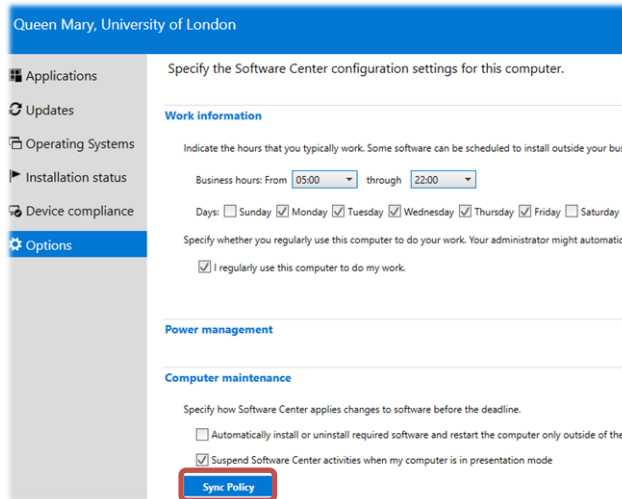 Queen Mary, University of London
Applications
Updates
Operating Systems
Installation status
Device compliance
Options
Specify the Software Center configuration settings for this computer.
Work information
Indicate the hours that you typically work. Some software can be scheduled to install outside your bus
Business hours: From 05:00 through 22:00
Days: Sunday Monday Tuesday Wednesday Thursday Friday Saturday
Specify whether you regularly use this computer to do your work. Your administrator might automatic
I regularly use this computer to do my work.
Power management
Computer maintenance
Specify how Software Center applies changes to software before the deadline.
Automatically install or uninstall required software and restart the computer only outside of the
Suspend Software Center activities when my computer is in presentation mode
Sync Policy